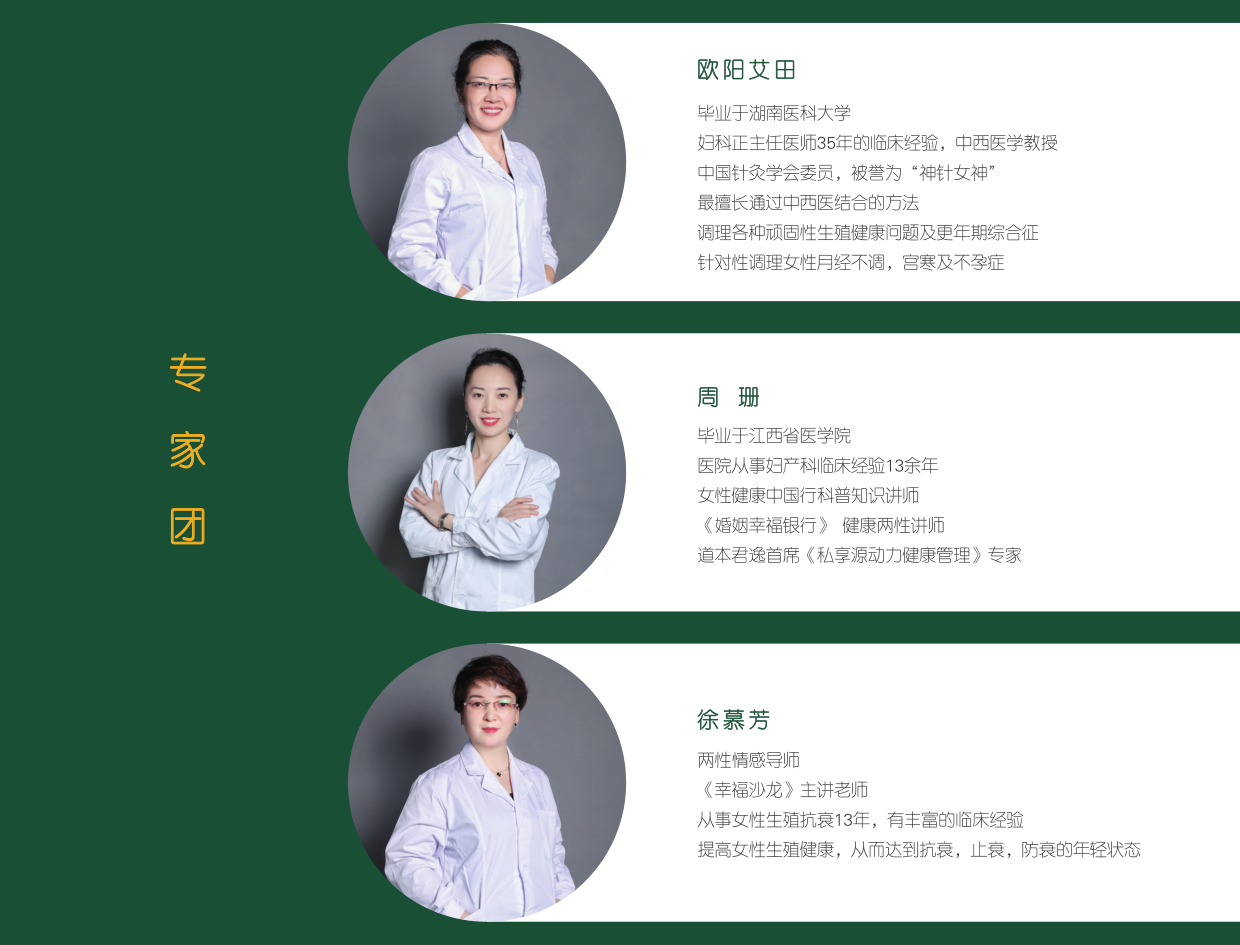 专家团
欧阳艾田
毕业于湖南医科大学
妇科正主任医师35年的临床经验，中西医学教授
中国针灸学会委员，被誉为“神针女神”
最擅长通过中西医结合的方法
调理各种顽固性生殖健康问题及更年期综合征
针对性调理女性月经不调，宫寒及不孕症
周 珊
毕业于江西省医学院
医院从事妇产科临床经验13余年
女性健康中国行科普知识讲师
《婚姻幸福银行》 健康两性讲师
道本君逸首席《私享源动力健康管理》专家
徐慕芳
两性情感导师
《幸福沙龙》主讲老师
从事女性生殖抗衰13年，有丰富的临床经验
提高女性生殖健康，从而达到抗衰，止衰，防衰的年轻状态